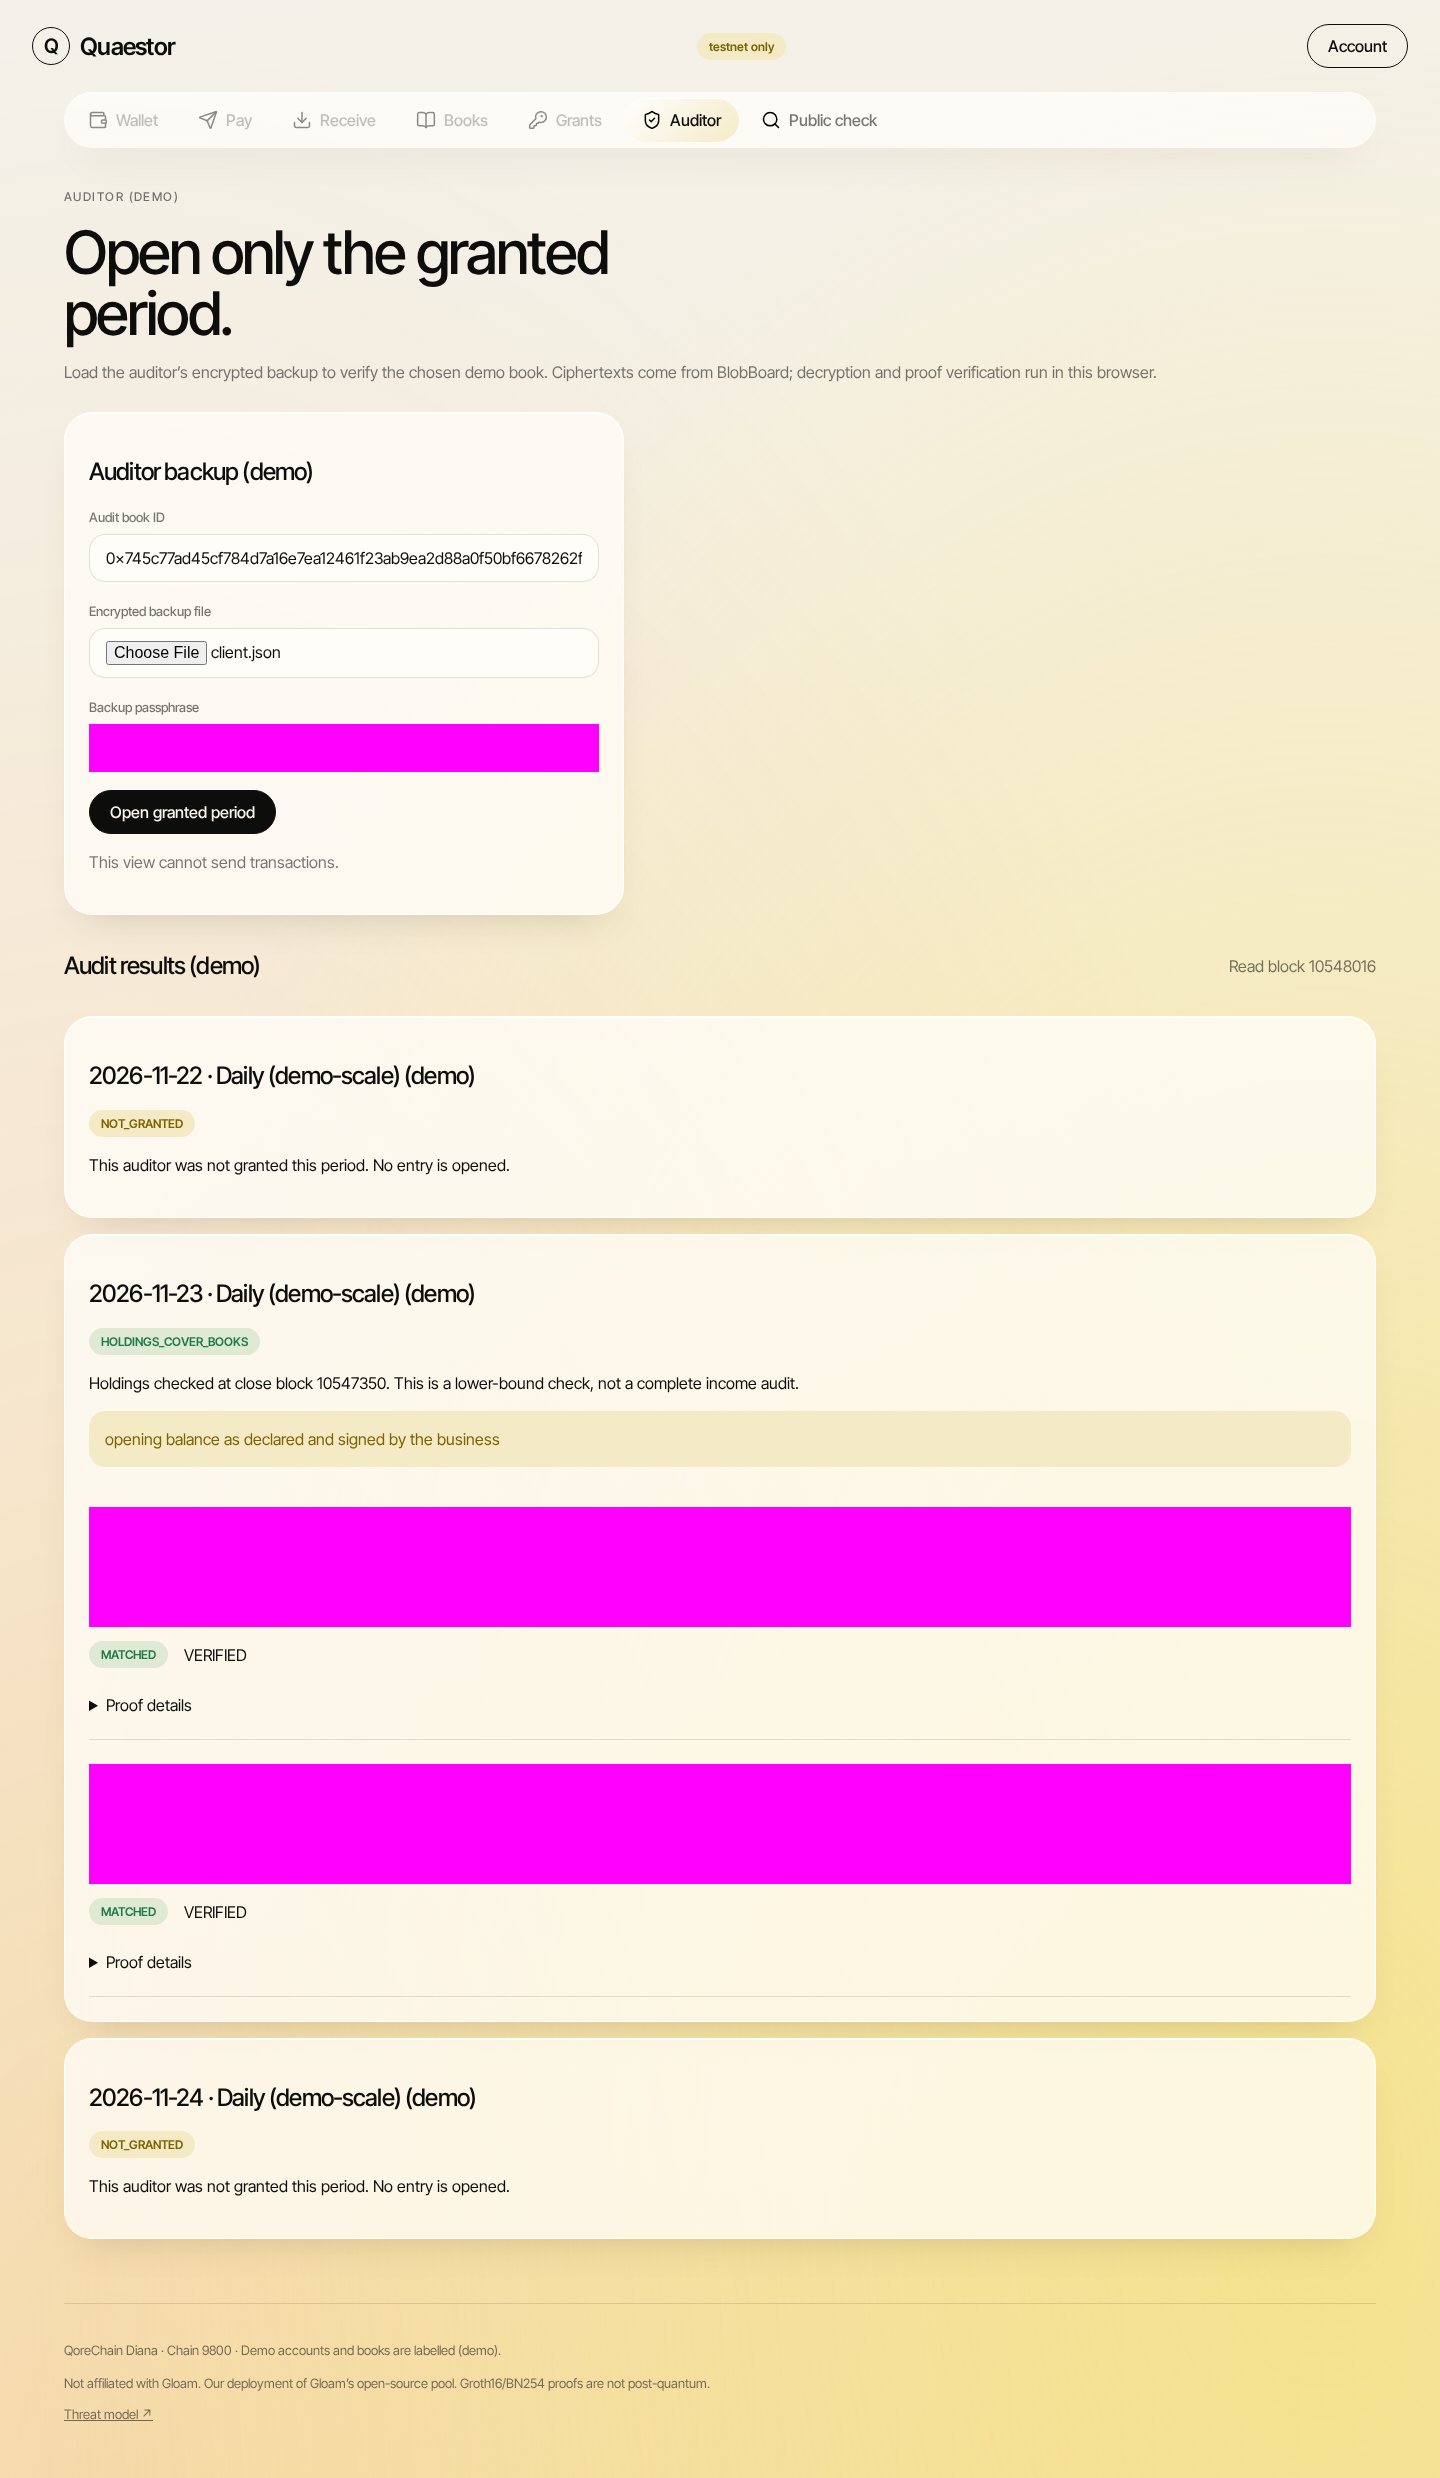 Q Quaestor
testnet only
Account
Wallet
Pay
Receive
Books
Grants
Auditor
Public check
AUDITOR (DEMO)
Open only the granted
period.
Load the auditor’s encrypted backup to verify the chosen demo book. Ciphertexts come from BlobBoard; decryption and proof verification run in this browser.
Auditor backup (demo)
Audit book ID
0×745c77ad45cf784d7a16e7ea12461f23ab9ea2d88a0f50bf6678262f
Encrypted backup file
Choose File client.json
Backup passphrase
Open granted period
This view cannot send transactions.
Audit results (demo)
Read block 10548016
2026-11-22 · Daily (demo-scale) (demo)
NOT_GRANTED
This auditor was not granted this period. No entry is opened.
2026-11-23 · Daily (demo-scale) (demo)
HOLDINGS_COVER_BOOKS
Holdings checked at close block 10547350. This is a lower-bound check, not a complete income audit.
opening balance as declared and signed by the business
MATCHED VERIFIED
▶ Proof details
MATCHED VERIFIED
▶ Proof details
2026-11-24 · Daily (demo-scale) (demo)
NOT_GRANTED
This auditor was not granted this period. No entry is opened.
QoreChain Diana · Chain 9800 · Demo accounts and books are labelled (demo).
Not affiliated with Gloam. Our deployment of Gloam’s open-source pool. Groth16/BN254 proofs are not post-quantum.
Threat model ↗